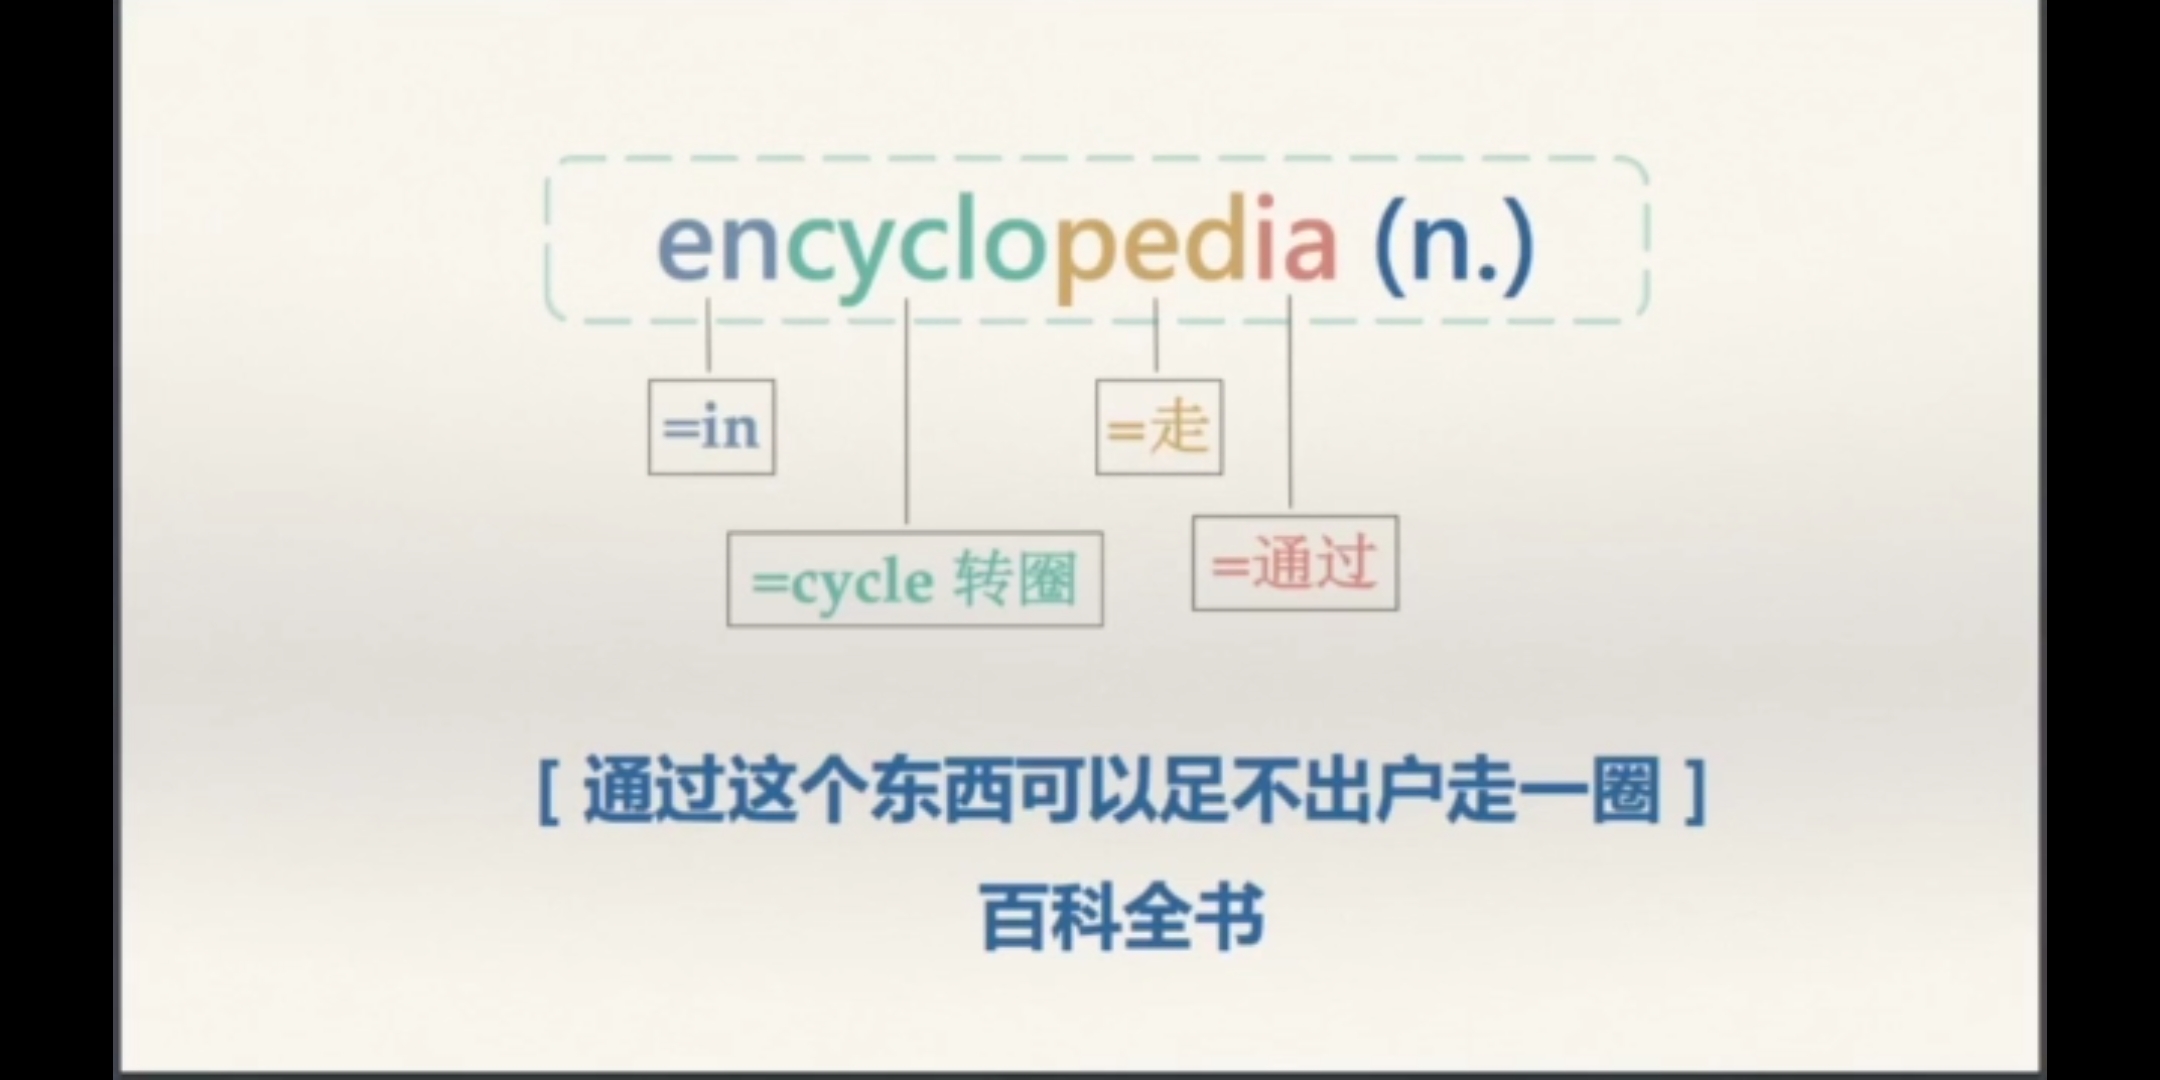 encyclopedia (n.)
=in
=走
=cycle 转圈
=通过
[ 通过这个东西可以足不出户走一圈 ]
百科全书